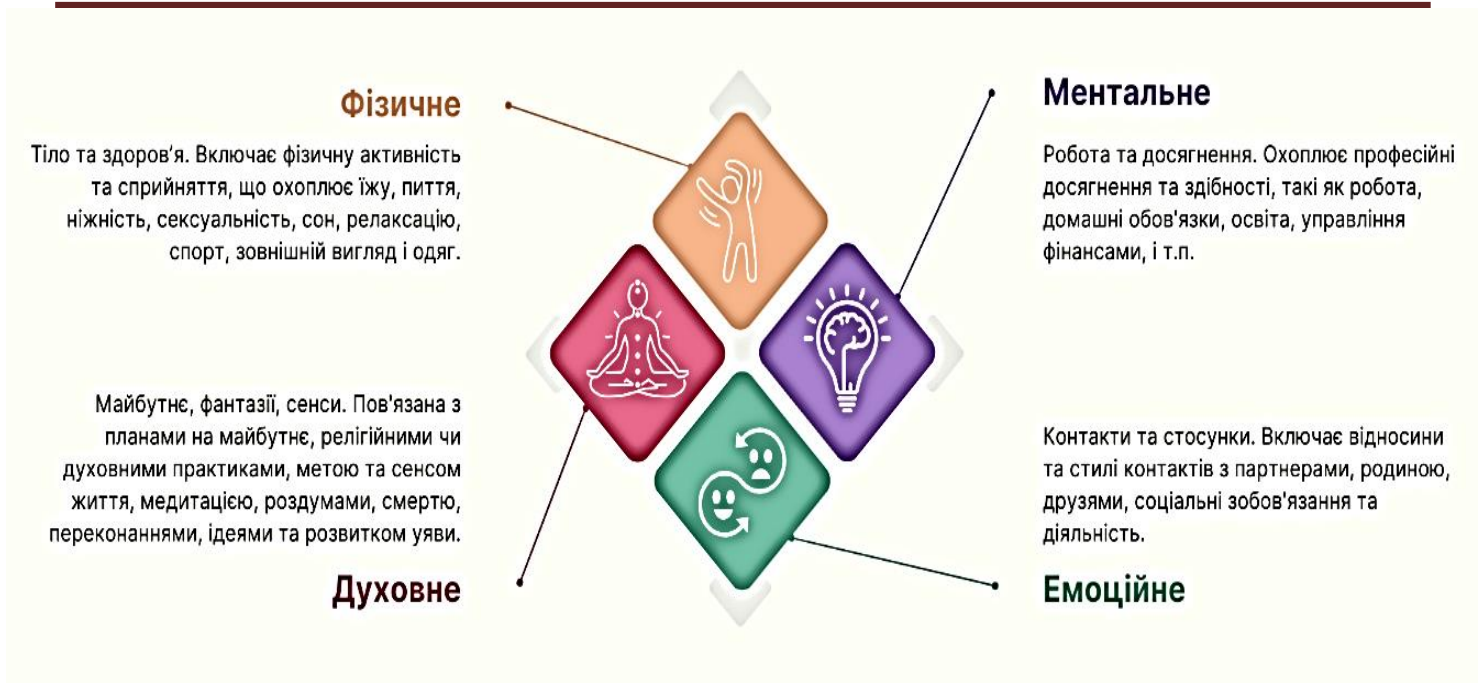 Фізичне
Тіло та здоров’я. Включає фізичну активність
та сприйняття, що охоплює їжу, пиття,
ніжність, сексуальність, сон, релаксацію,
спорт, зовнішній вигляд і одяг.
Ментальне
Робота та досягнення. Охоплює професійні
досягнення та здібності, такі як робота,
домашні обов'язки, освіта, управління
фінансами, і т.п.
Майбутнє, фантазії, сенси. Пов'язана з
планами на майбутнє, релігійними чи
духовними практиками, метою та сенсом
життя, медитацією, роздумами, смертю,
переконаннями, ідеями та розвитком уяви.
Духовне
Контакти та стосунки. Включає відносини
та стилі контактів з партнерами, родиною,
друзями, соціальні зобов'язання та
діяльність.
Емоційне